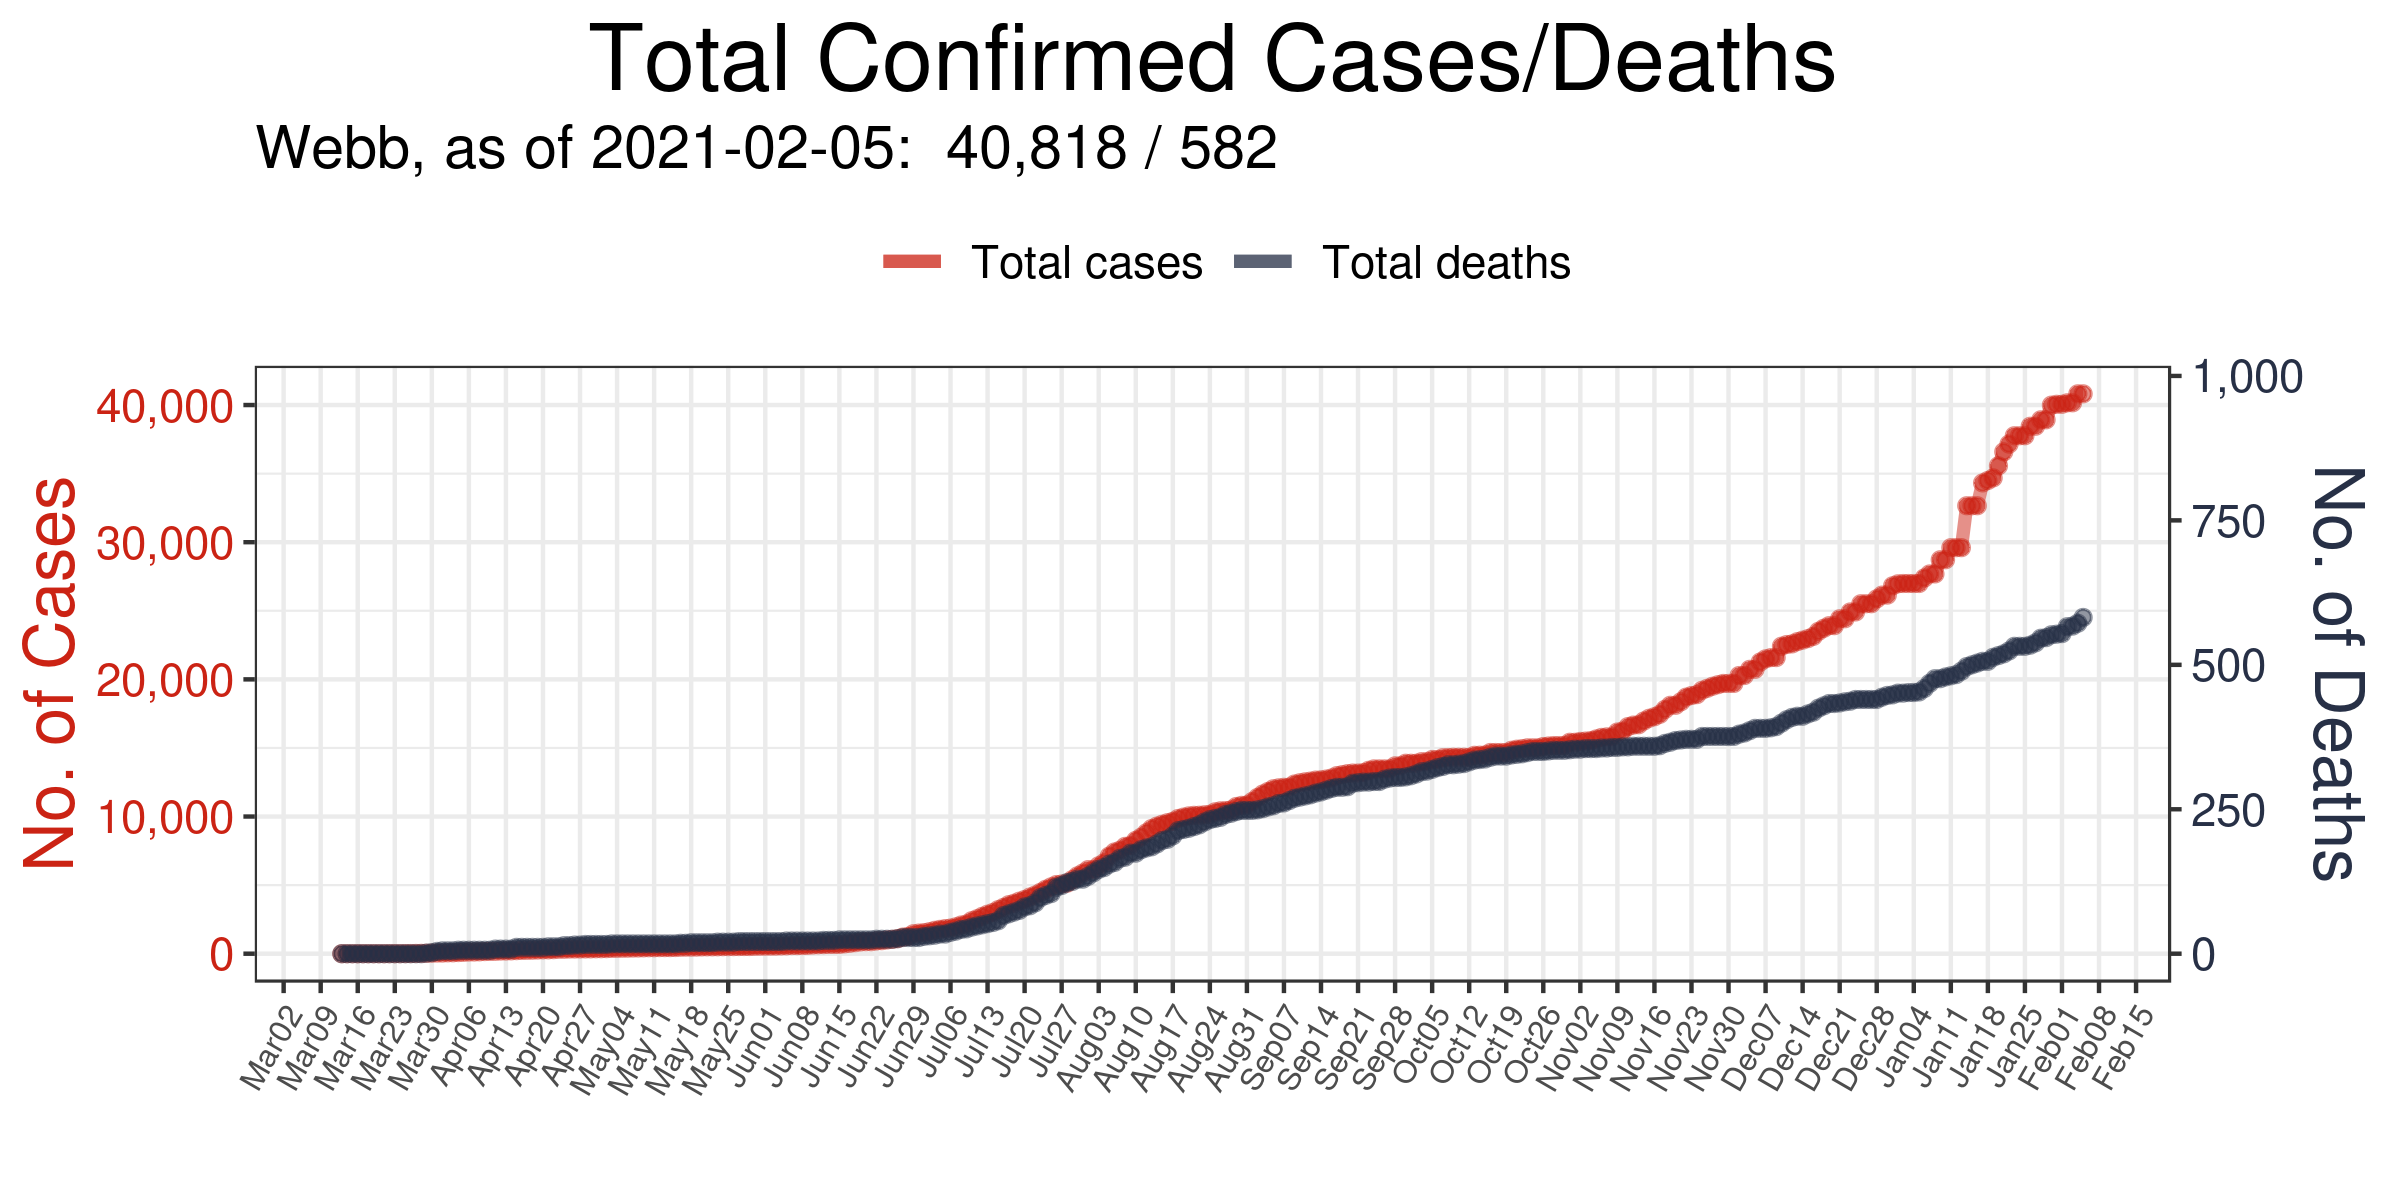 Total Confirmed Cases/Deaths
Webb, as of 2021-02-05: 40,818 / 582
Total cases
Total deaths
No. of Cases
40,000
30,000
20,000
10,000
0
1,000
750
500
250
0
No. of Deaths
Mar02
Mar09
Mar16
Mar23
Mar30
Apr06
Apr13
Apr20
Apr27
May04
May11
May18
May25
Jun01
Jun08
Jun15
Jun22
Jun29
Jul06
Jul13
Jul20
Jul27
Aug03
Aug10
Aug17
Aug24
Aug31
Sep07
Sep14
Sep21
Sep28
Oct05
Oct12
Oct19
Oct26
Nov02
Nov09
Nov16
Nov23
Nov30
Dec07
Dec14
Dec21
Dec28
Jan04
Jan11
Jan18
Jan25
Feb01
Feb08
Feb15